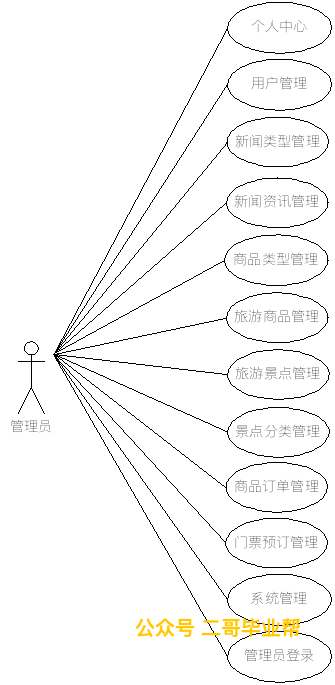 个人中心
用户管理
新闻类型管理
新闻资讯管理
商品类型管理
旅游商品管理
旅游景点管理
管理员
景点分类管理
商品订单管理
门票预订管理
系统管理
公众号 二哥毕业帮
管理员登录